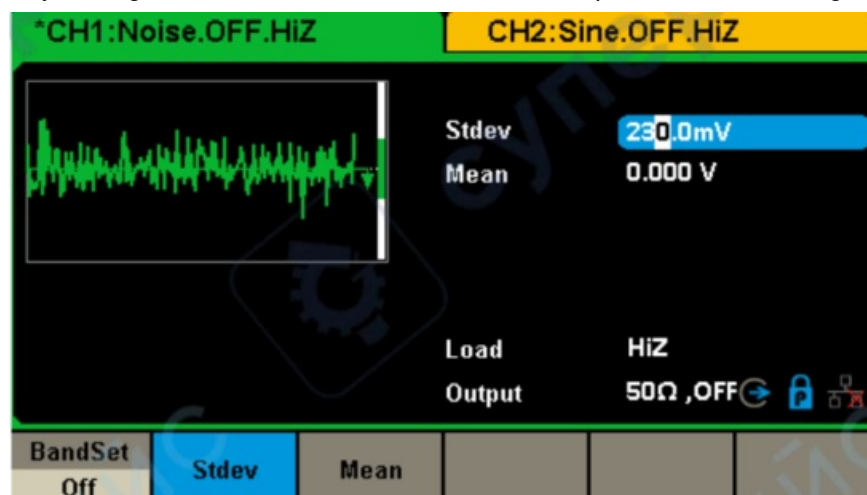 *CH1:Noise.OFF.HiZ
CH2:Sine.OFF.HiZ
Stdev 230.0mV
Mean 0.000 V
Load HiZ
Output 50Ω ,OFF
BandSet
Off
Stdev
Mean